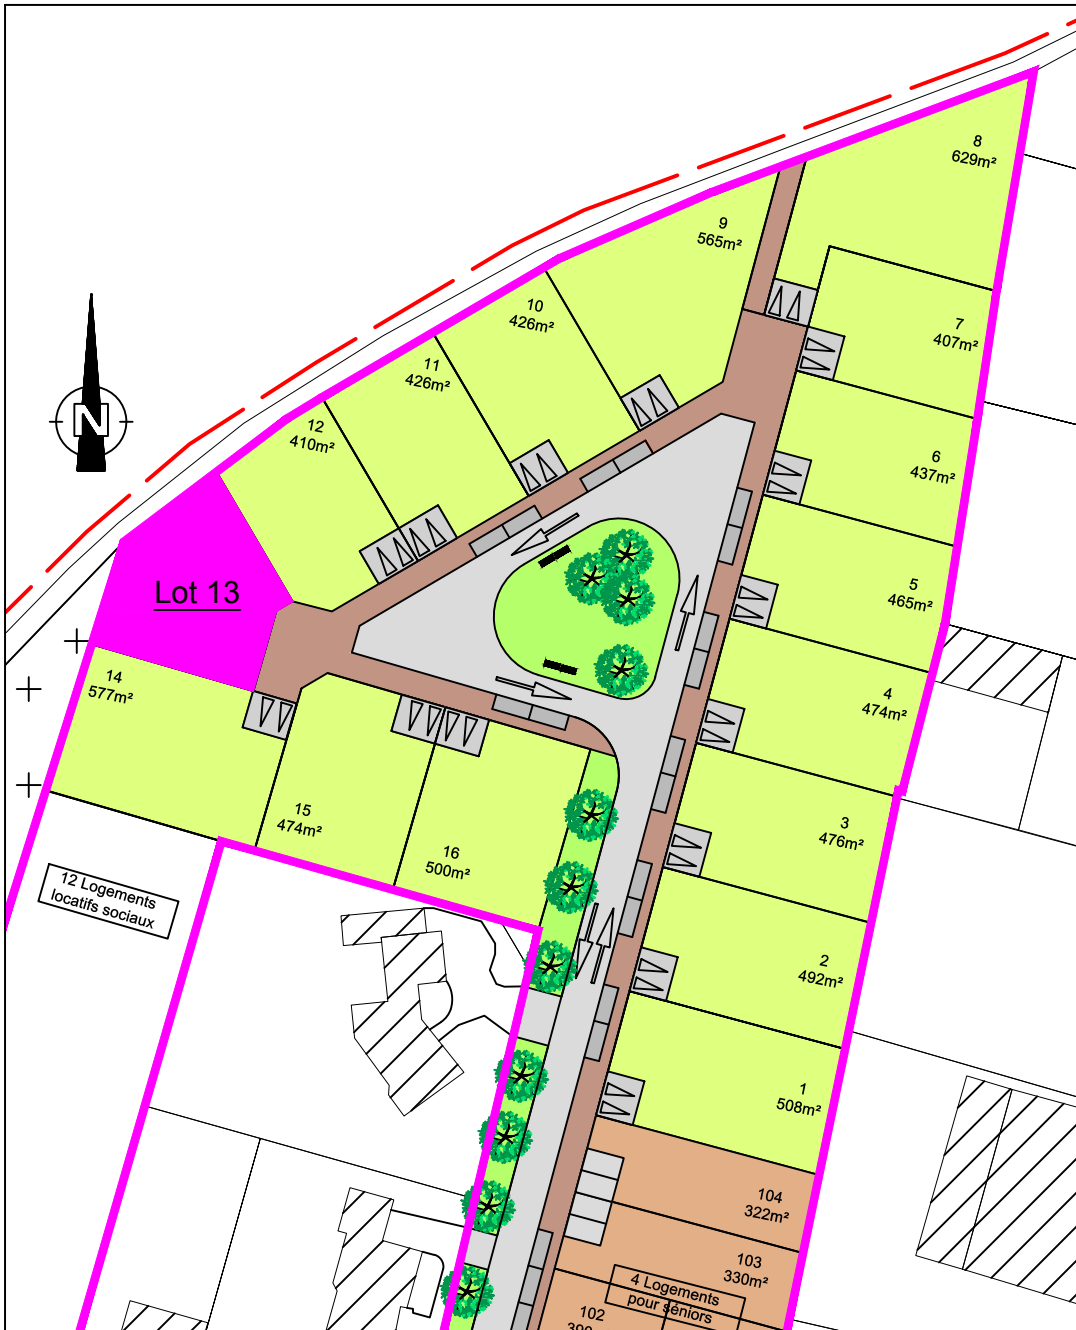 8
629m²
9
565m²
10
426m²
7
407m²
11
426m²
12
410m²
N
6
437m²
Lot 13
5
465m²
14
577m²
4
474m²
15
474m²
3
476m²
16
500m²
12 Logements
locatifs sociaux
2
492m²
1
508m²
104
322m²
103
330m²
4 Logements
pour séniors
102